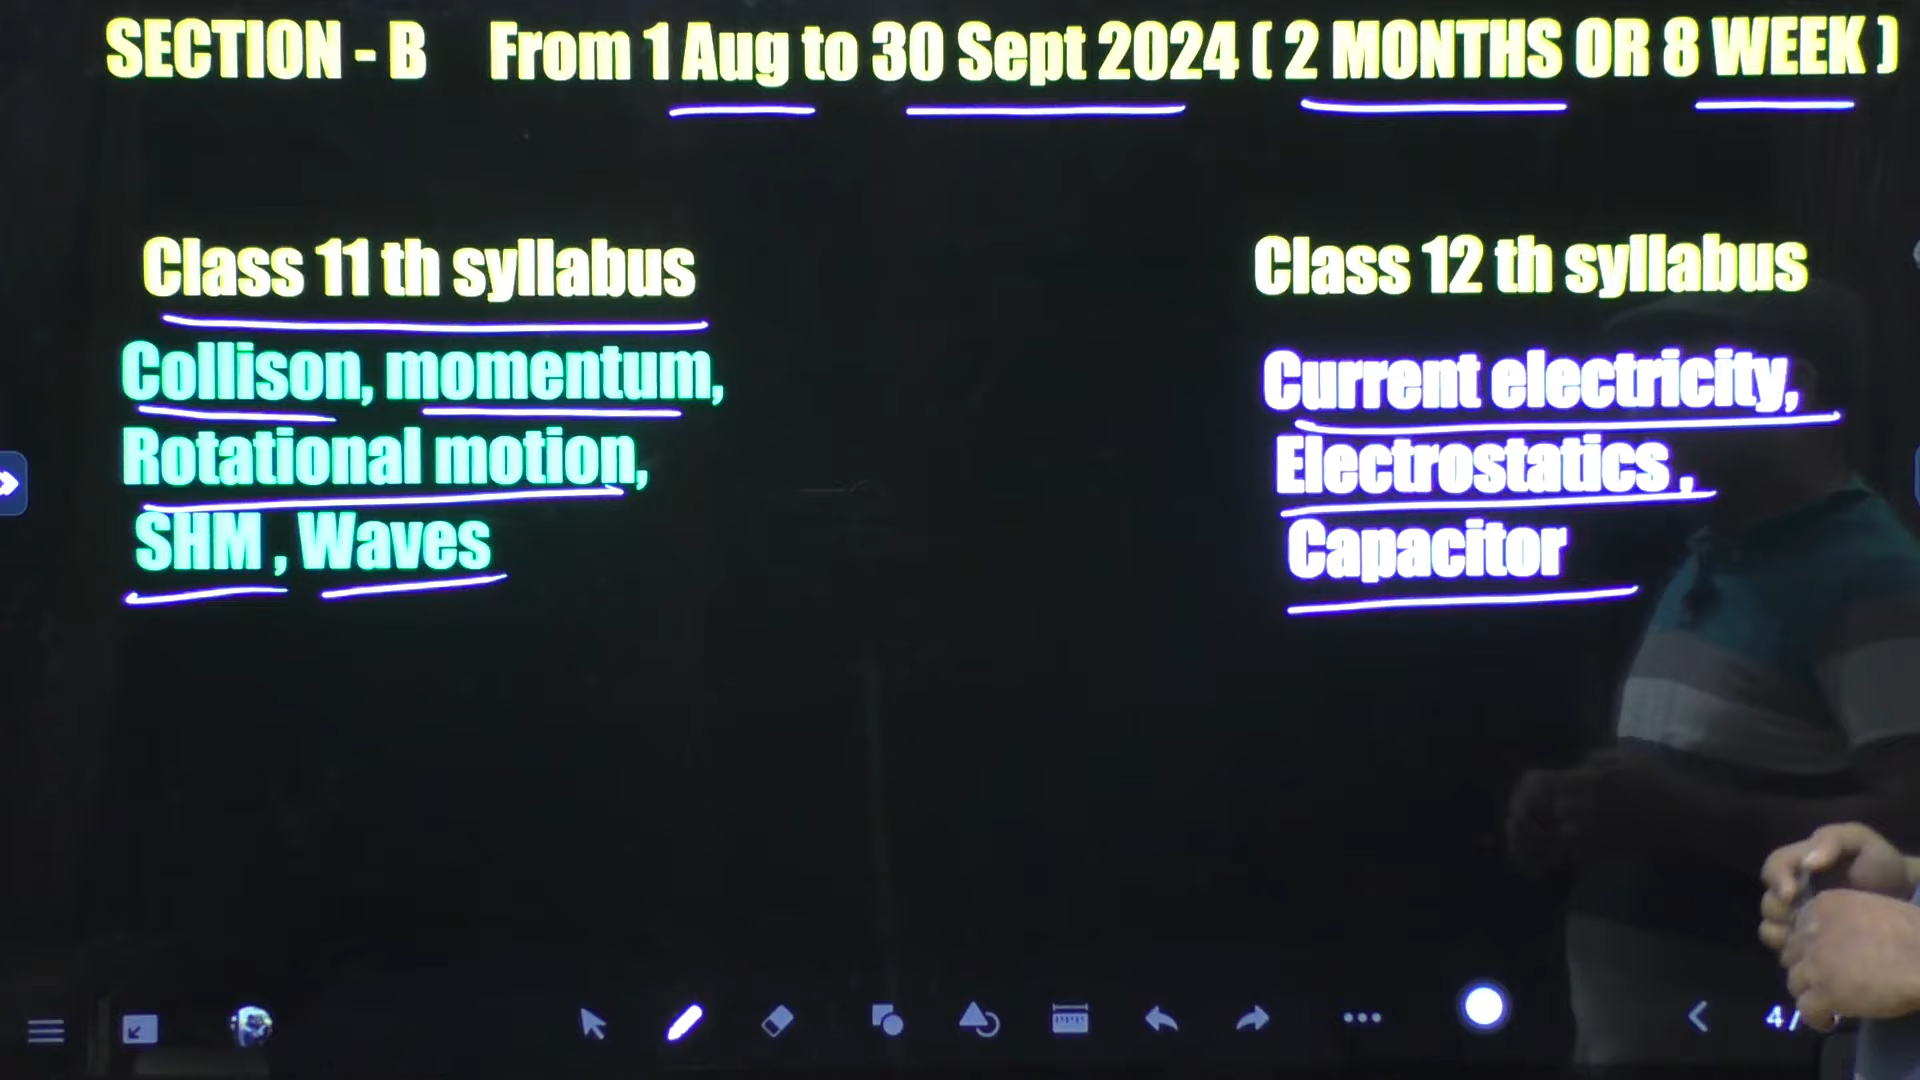 SECTION - B From 1 Aug to 30 Sept 2024 ( 2 MONTHS OR 8 WEEK )
Class 11 th syllabus
Collison, momentum,
Rotational motion,
SHM , Waves
Class 12 th syllabus
Current electricity,
Electrostatics ,
Capacitor
4/